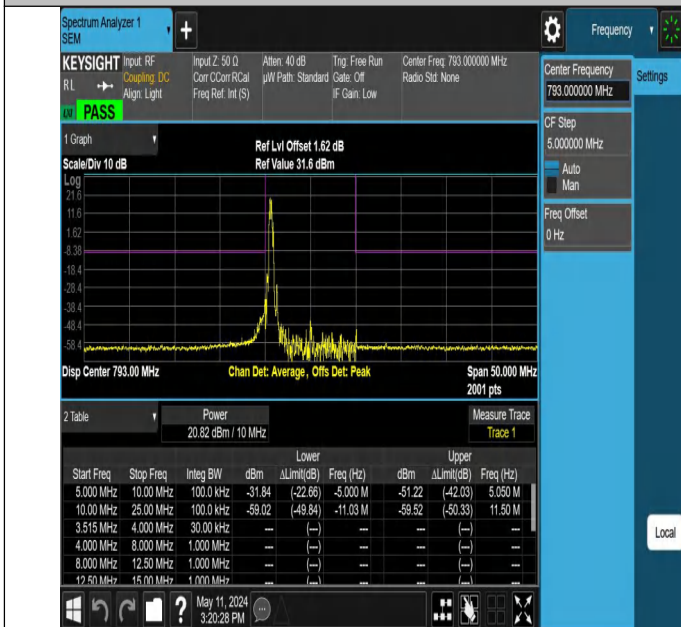 Spectrum Analyzer 1
SEM
+
Frequency
KEYSIGHT
RL
PASS
Input: RF
Coupling: DC
Align: Light
Input Z: 50 Ω
Corr CCorr RCal
Freq Ref: Int (S)
Atten: 40 dB
µW Path: Standard
Trig: Free Run
Gate: Off
IF Gain: Low
Center Freq: 793.000000 MHz
Radio Std: None
Center Frequency
793.000000 MHz
Settings
CF Step
5.000000 MHz
Auto
Man
Freq Offset
0 Hz
1 Graph
Ref Lvl Offset 1.62 dB
Scale/Div 10 dB
Ref Value 31.6 dBm
Log
21.6
11.6
1.62
-8.38
-18.4
-28.4
-38.4
-48.4
-58.4
Disp Center 793.00 MHz
Chan Det: Average, Offs Det: Peak
Span 50.000 MHz
2001 pts
2 Table
Power
20.82 dBm / 10 MHz
Measure Trace
Trace 1
Lower Upper
Start Freq Stop Freq Integ BW dBm ΔLimit(dB) Freq (Hz) dBm ΔLimit(dB) Freq (Hz)
5.000 MHz 10.00 MHz 100.0 kHz -31.84 (-22.66) -5.000 M -51.22 (-42.03) 5.050 M
10.00 MHz 25.00 MHz 100.0 kHz -59.02 (-49.84) -11.03 M -59.52 (-50.33) 11.50 M
3.515 MHz 4.000 MHz 30.00 kHz --- (---) --- --- (---) ---
4.000 MHz 8.000 MHz 1.000 MHz --- (---) --- --- (---) ---
8.000 MHz 12.50 MHz 1.000 MHz --- (---) --- --- (---) ---
12.50 MHz 15.00 MHz 1.000 MHz --- (---) --- --- (---) ---
Local
?
May 11, 2024
3:20:28 PM